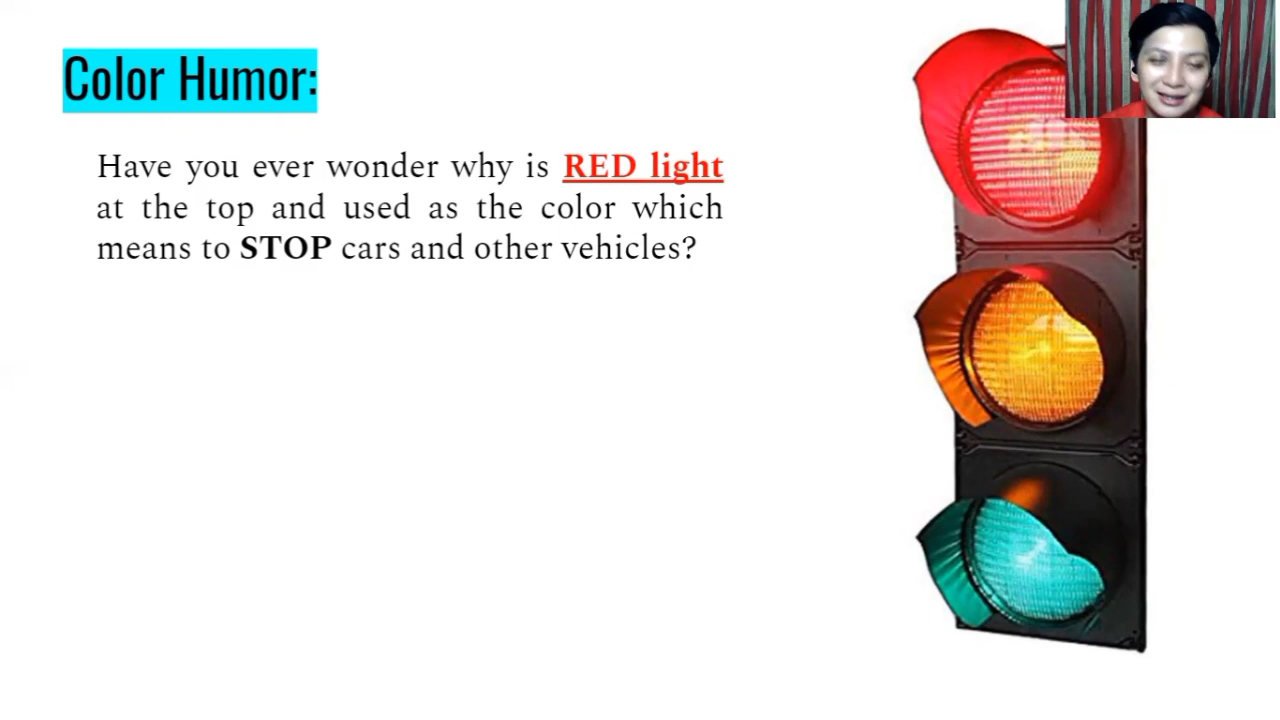 Color Humor:
Have you ever wonder why is RED light
at the top and used as the color which
means to STOP cars and other vehicles?